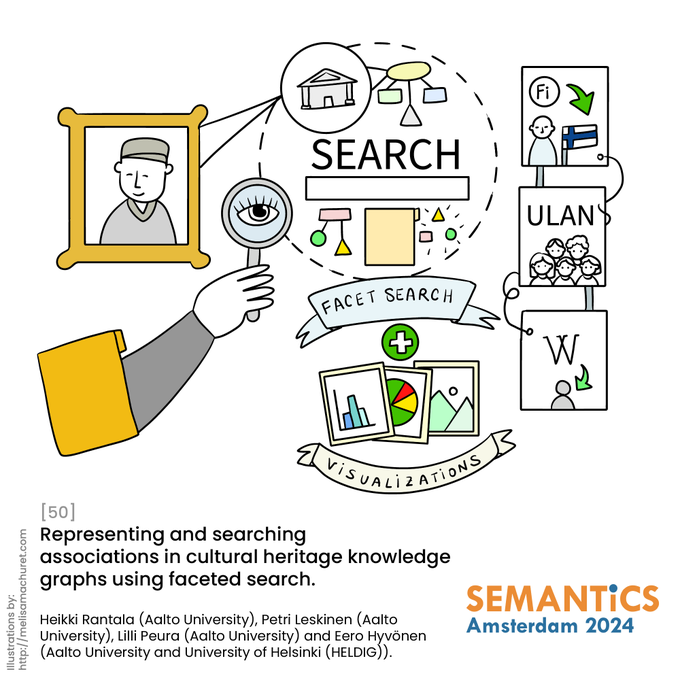 SEARCH
Fi
ULAN
FACET SEARCH
W
VISUALIZATIONS
[50]
Representing and searching
associations in cultural heritage knowledge
graphs using faceted search.
Heikki Rantala (Aalto University), Petri Leskinen (Aalto
University), Lilli Peura (Aalto University) and Eero Hyvönen
(Aalto University and University of Helsinki (HELDIG)).
Illustrations by:
http://melisamachuret.com
SEMANTiCS
Amsterdam 2024